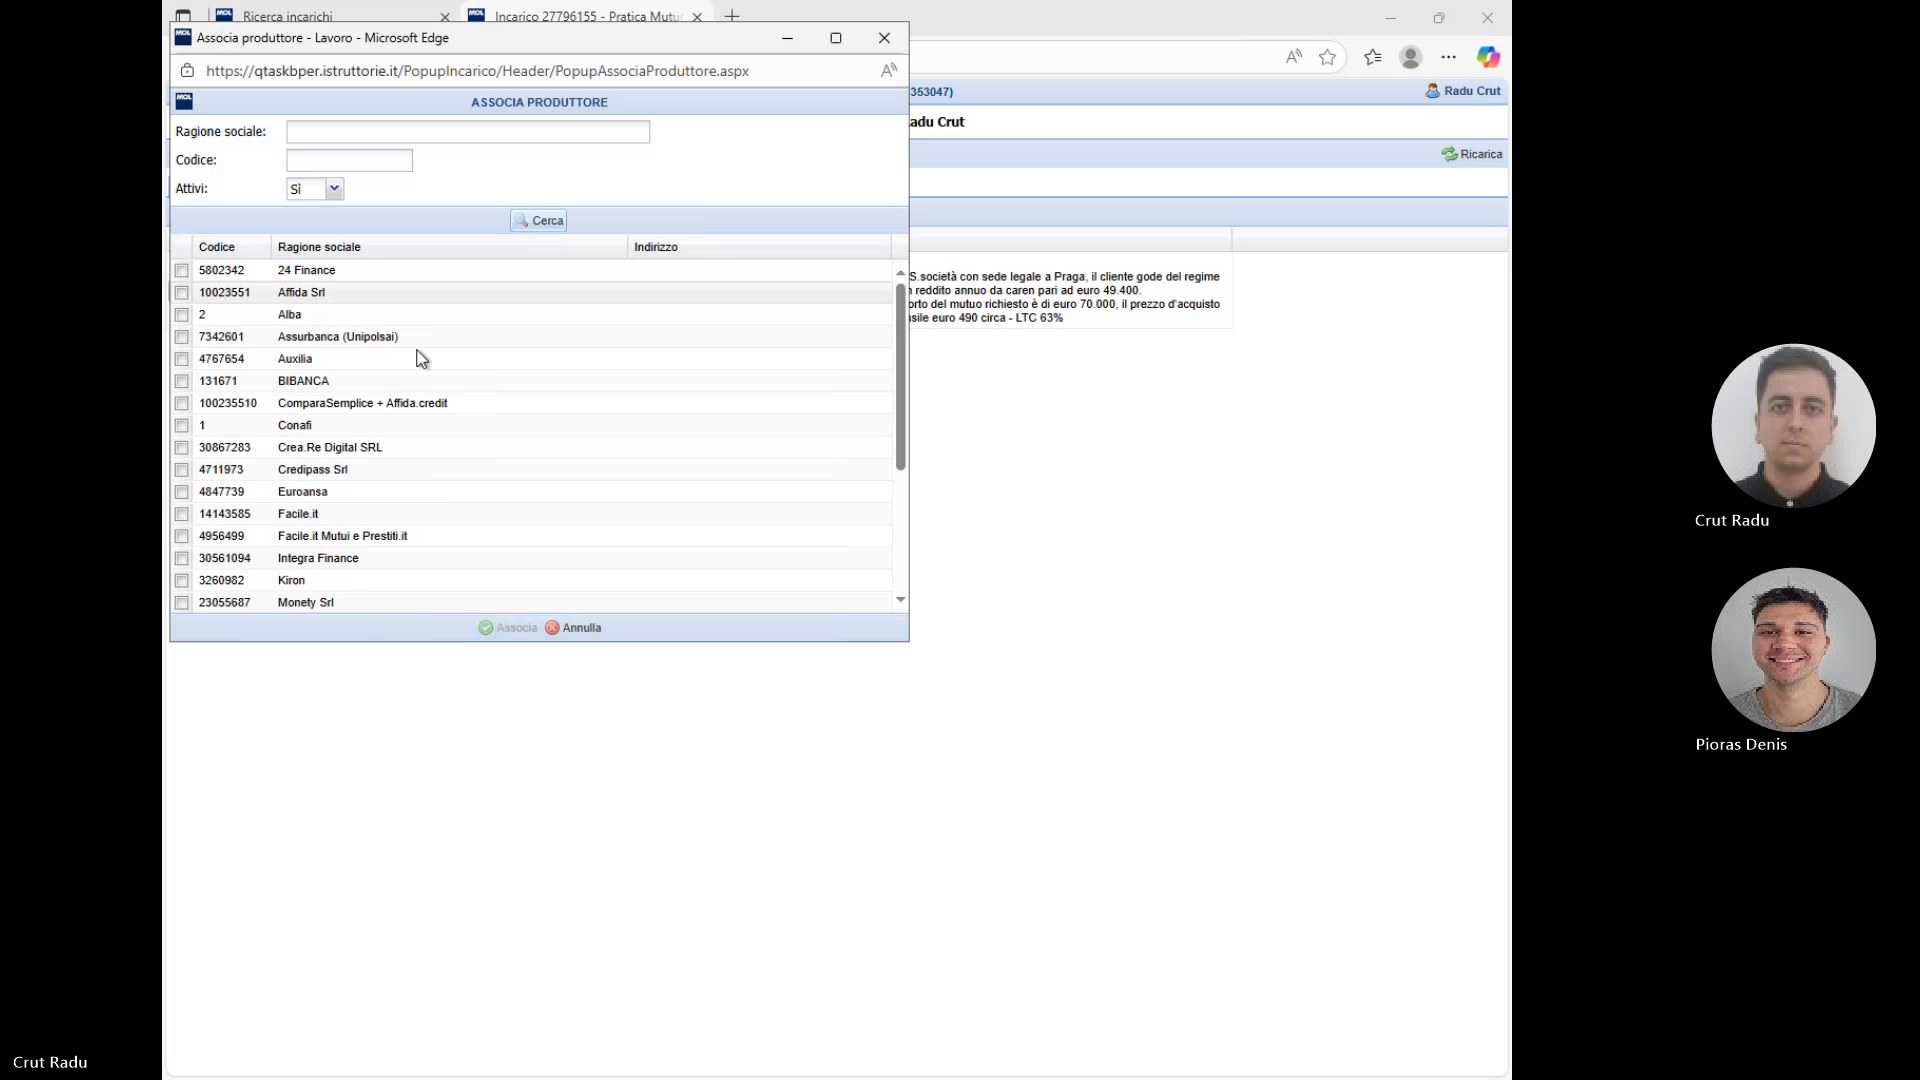 MOL Ricerca incarichi
MOL Incarico 27796155 - Pratica Mutu
MOL Associa produttore - Lavoro - Microsoft Edge
https://qtaskbper.istruttorie.it/PopupIncarico/Header/PopupAssociaProduttore.aspx
353047)
Radu Crut
MOL ASSOCIA PRODUTTORE
adu Crut
Ragione sociale:
Ricarica
Codice:
Attivi: Sì
Cerca
Codice Ragione sociale Indirizzo
5802342 24 Finance
10023551 Affida Srl
2 Alba
7342601 Assurbanca (Unipolsai)
4767654 Auxilia
131671 BIBANCA
100235510 ComparaSemplice + Affida.credit
1 Conafi
30867283 Crea.Re Digital SRL
4711973 Credipass Srl
4847739 Euroansa
14143585 Facile.it
4956499 Facile.it Mutui e Prestiti.it
30561094 Integra Finance
3260982 Kiron
23055687 Monety Srl
Associa Annulla
S.società con sede legale a Praga, il cliente gode del regime
reddito annuo da caren pari ad euro 49.400.
orto del mutuo richiesto è di euro 70.000, il prezzo d'acquisto
sile euro 490 circa - LTC 63%
Crut Radu
Pioras Denis
Crut Radu